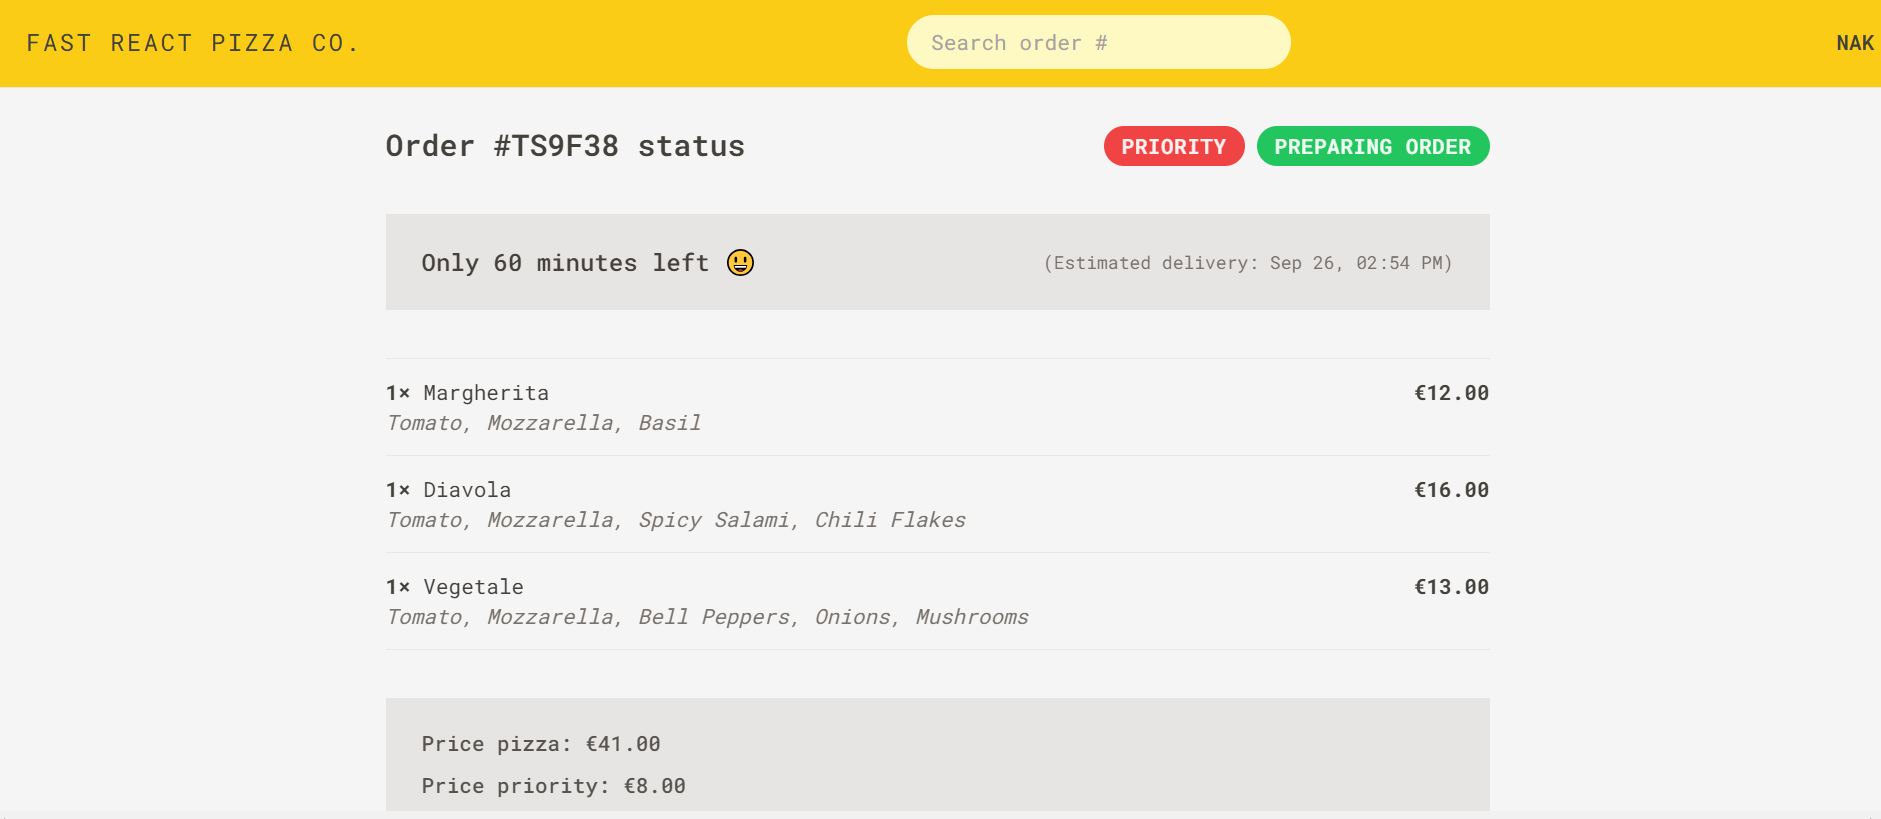 FAST REACT PIZZA CO.
Search order #
NAK
Order #TS9F38 status
PRIORITY
PREPARING ORDER
Only 60 minutes left 😃
(Estimated delivery: Sep 26, 02:54 PM)
1× Margherita
€12.00
Tomato, Mozzarella, Basil
1× Diavola
€16.00
Tomato, Mozzarella, Spicy Salami, Chili Flakes
1× Vegetale
€13.00
Tomato, Mozzarella, Bell Peppers, Onions, Mushrooms
Price pizza: €41.00
Price priority: €8.00